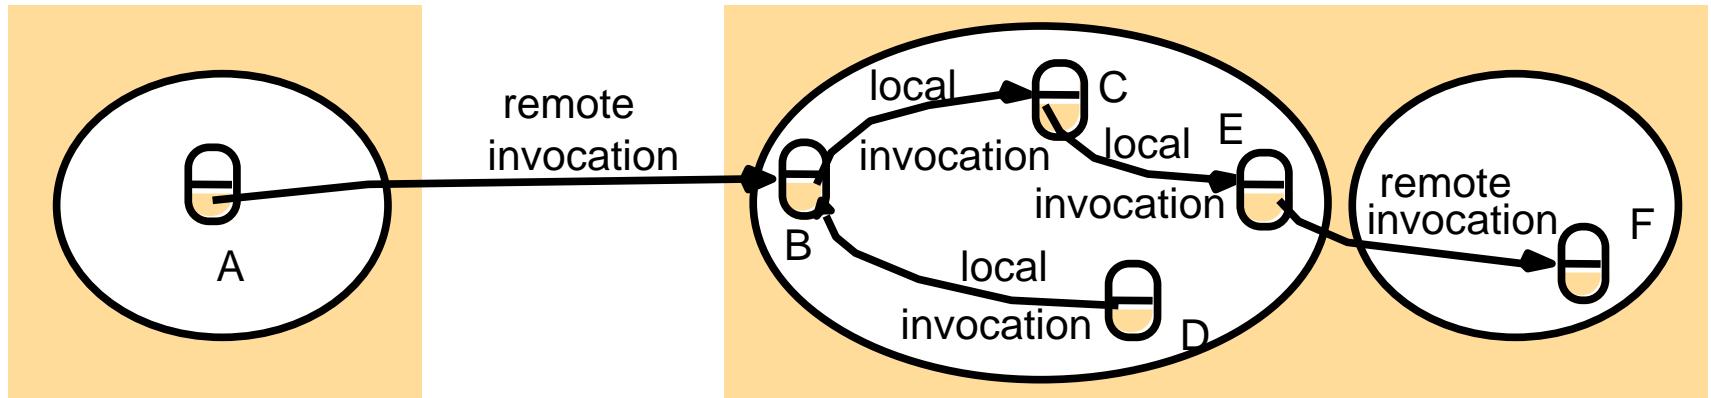 remote
invocation
A
local
invocation
C
local
invocation
E
B
local
invocation
D
remote
invocation
F